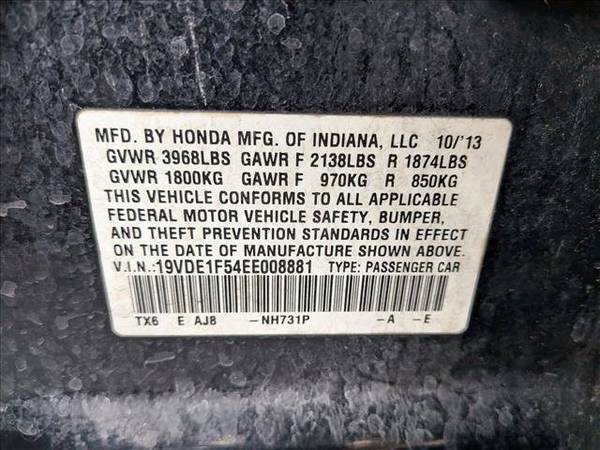 MFD. BY HONDA MFG. OF INDIANA, LLC 10/'13
GVWR 3968LBS GAWR F 2138LBS R 1874LBS
GVWR 1800KG GAWR F 970KG R 850KG
THIS VEHICLE CONFORMS TO ALL APPLICABLE
FEDERAL MOTOR VEHICLE SAFETY, BUMPER,
AND THEFT PREVENTION STANDARDS IN EFFECT
ON THE DATE OF MANUFACTURE SHOWN ABOVE.
V.I.N.:19VDE1F54EE008881 TYPE: PASSENGER CAR
TX6 E AJ8 -NH731P -A -E